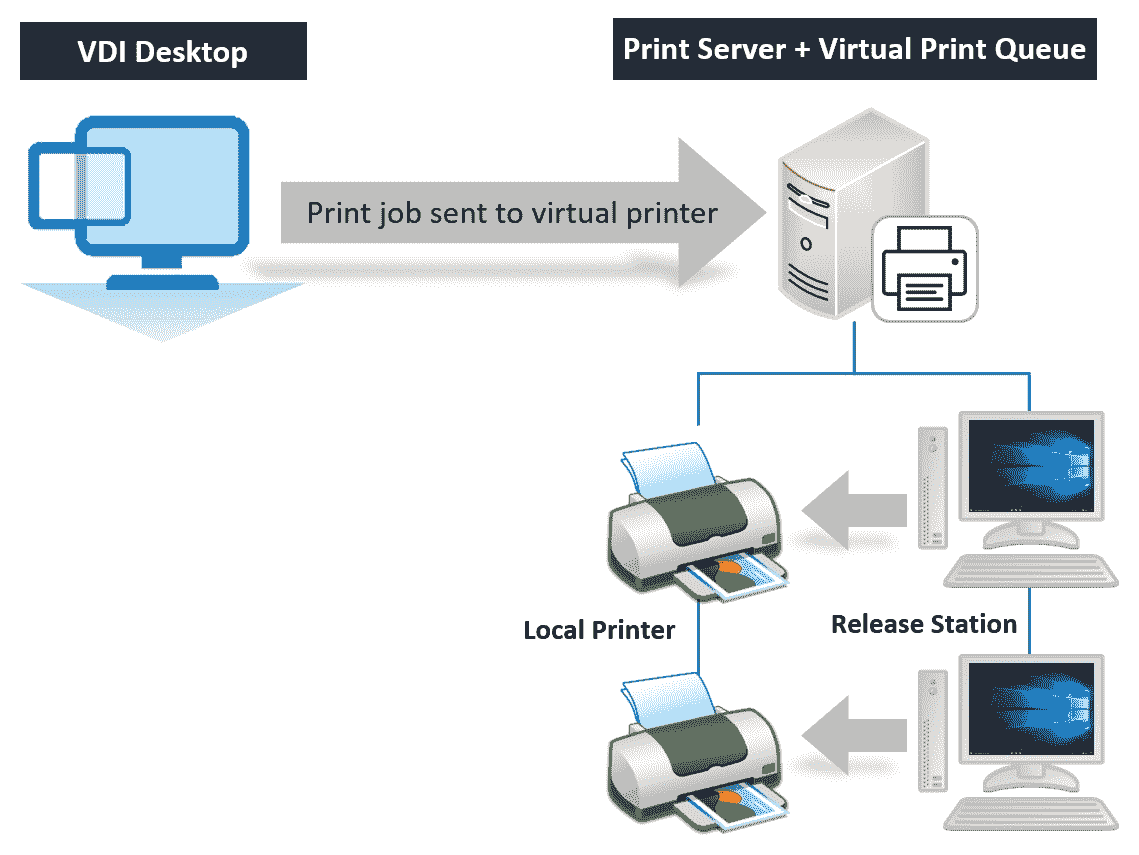 VDI Desktop
Print Server + Virtual Print Queue
Print job sent to virtual printer
Local Printer
Release Station